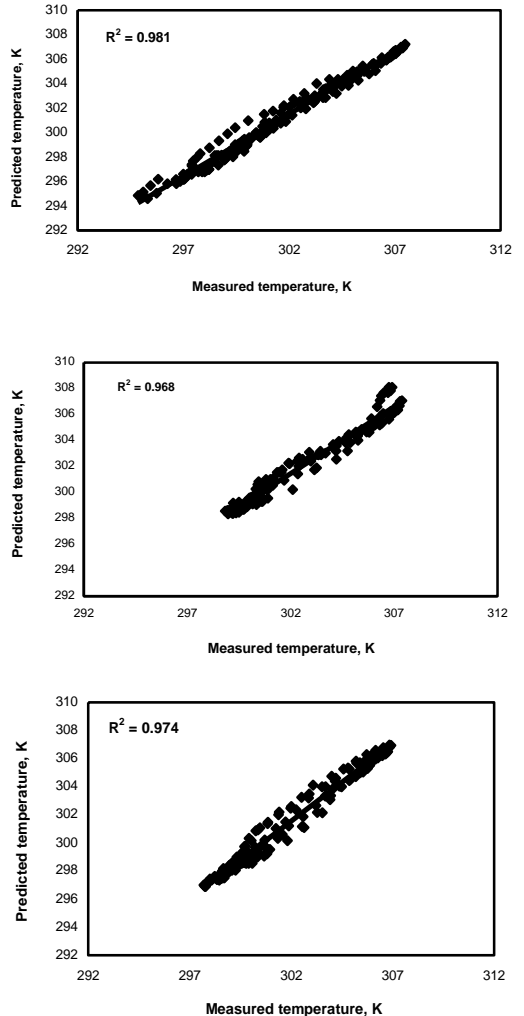 R² = 0.981
Predicted temperature, K
310
308
306
304
302
300
298
296
294
292
292 297 302 307 312
Measured temperature, K
R² = 0.968
Predicted temperature, K
310
308
306
304
302
300
298
296
294
292
292 297 302 307 312
Measured temperature, K
R² = 0.974
Predicted temperature, K
310
308
306
304
302
300
298
296
294
292
292 297 302 307 312
Measured temperature, K